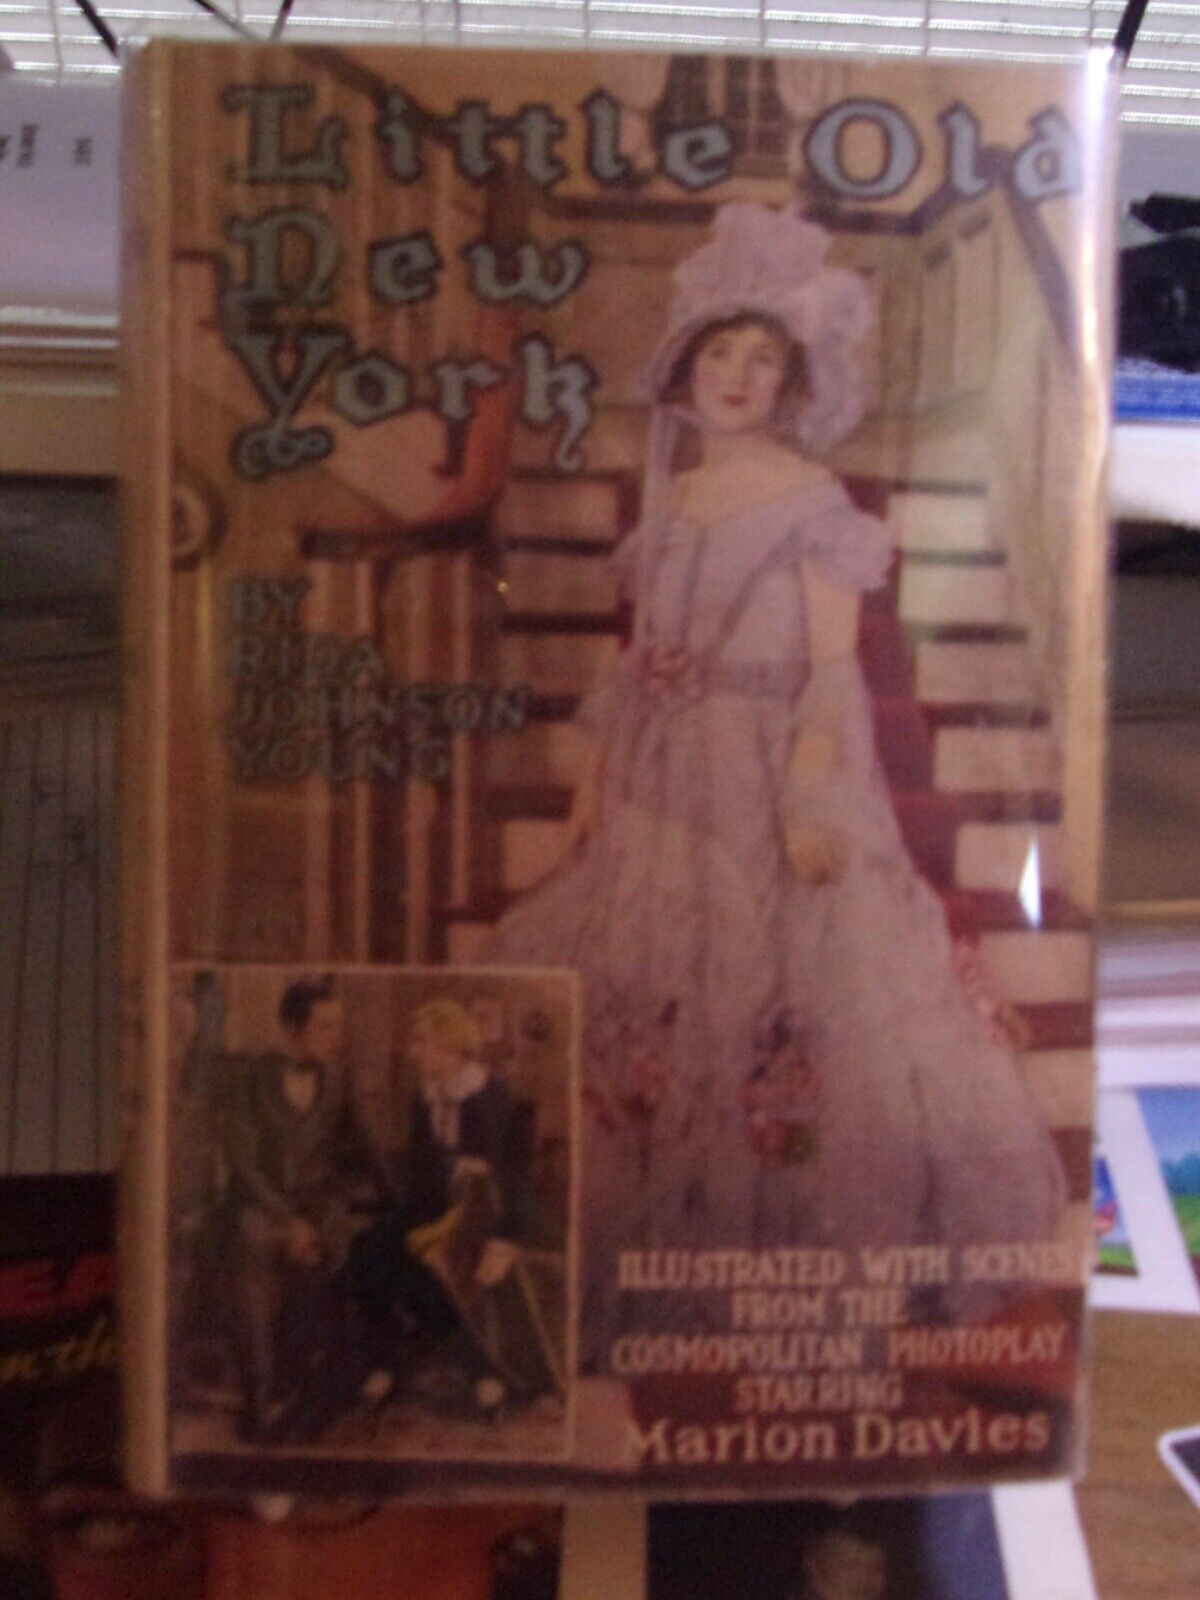 Little Old
New
York
BY
RIDA
JOHNSON
YOUNG
ILLUSTRATED WITH SCENES
FROM THE
COSMOPOLITAN PHOTOPLAY
STARRING
Marion Davies